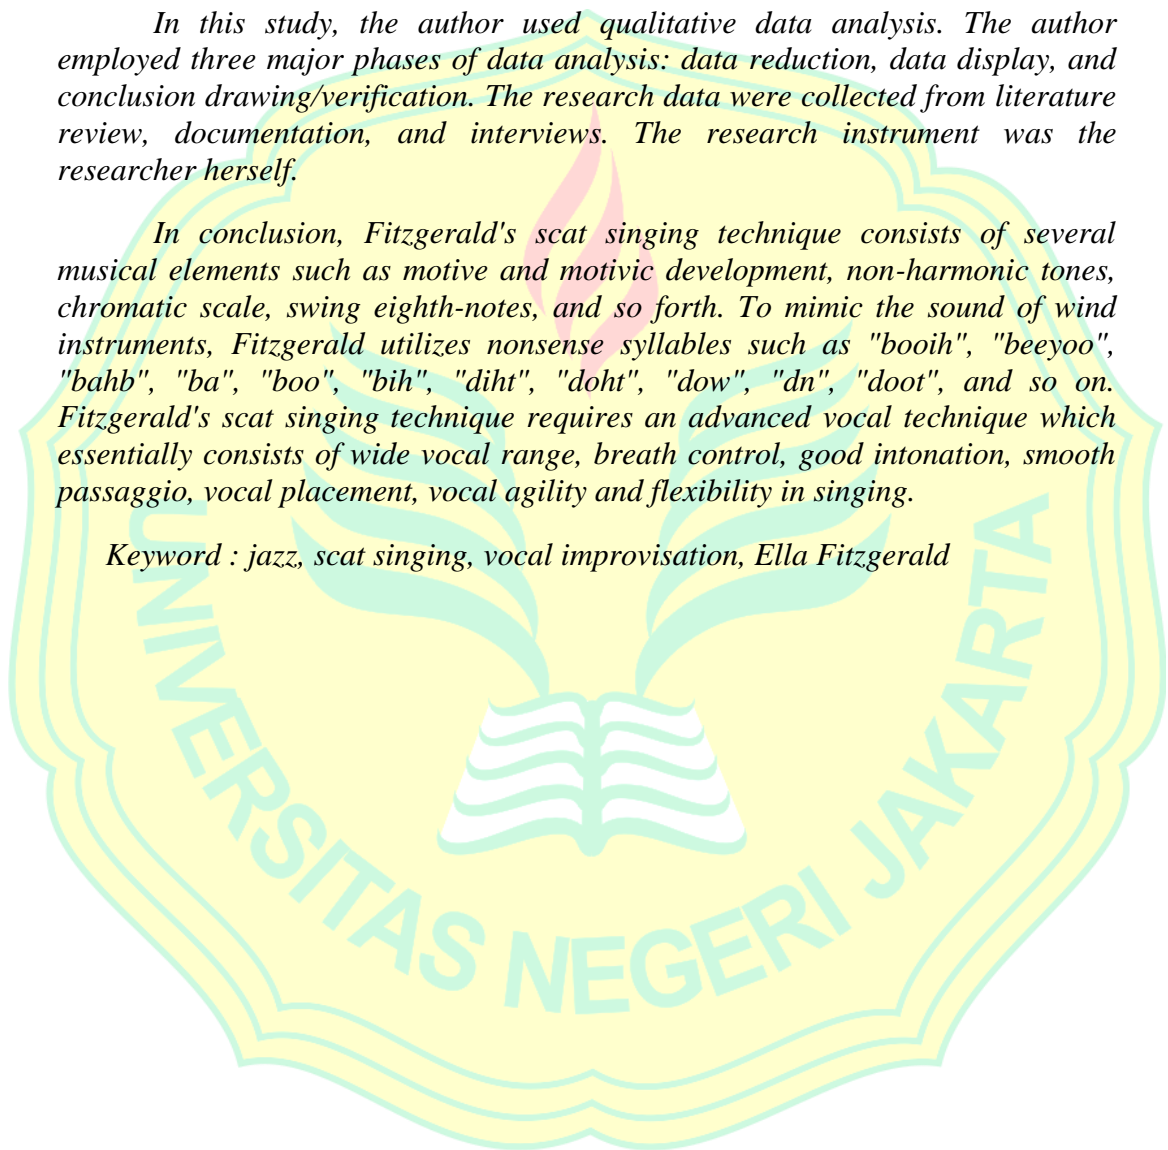 In this study, the author used qualitative data analysis. The author
employed three major phases of data analysis: data reduction, data display, and
conclusion drawing/verification. The research data were collected from literature
review, documentation, and interviews. The research instrument was the
researcher herself.
In conclusion, Fitzgerald's scat singing technique consists of several
musical elements such as motive and motivic development, non-harmonic tones,
chromatic scale, swing eighth-notes, and so forth. To mimic the sound of wind
instruments, Fitzgerald utilizes nonsense syllables such as "booih", "beeyoo",
"bahb", "ba", "boo", "bih", "diht", "doht", "dow", "dn", "doot", and so on.
Fitzgerald's scat singing technique requires an advanced vocal technique which
essentially consists of wide vocal range, breath control, good intonation, smooth
passaggio, vocal placement, vocal agility and flexibility in singing.
Keyword : jazz, scat singing, vocal improvisation, Ella Fitzgerald
UNIVERSITAS NEGERI JAKARTA